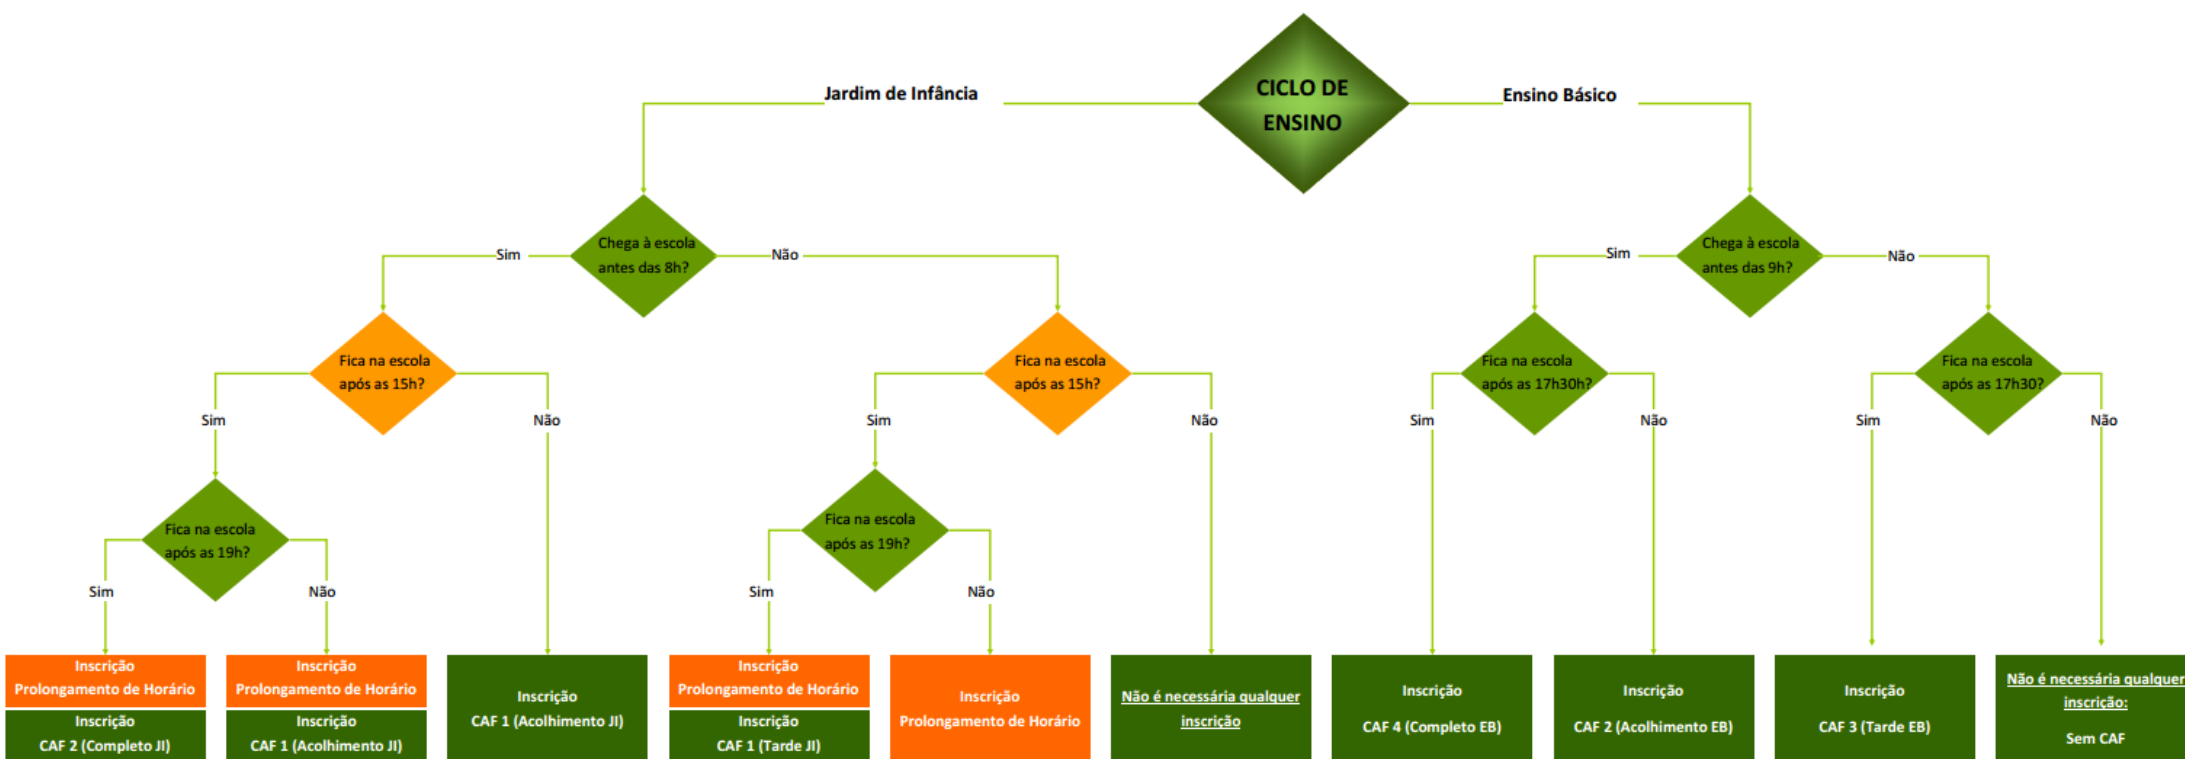 CICLO DE
ENSINO
Jardim de Infância
Ensino Básico
Chega à escola
antes das 8h?
Chega à escola
antes das 9h?
Sim
Não
Sim
Não
Fica na escola
após as 15h?
Fica na escola
após as 15h?
Fica na escola
após as 17h30h?
Fica na escola
após as 17h30?
Sim
Não
Sim
Não
Sim
Não
Sim
Não
Fica na escola
após as 19h?
Fica na escola
após as 19h?
Sim
Não
Sim
Não
Inscrição
Prolongamento de Horário
Inscrição
CAF 2 (Completo JI)
Inscrição
Prolongamento de Horário
Inscrição
CAF 1 (Acolhimento JI)
Inscrição
CAF 1 (Acolhimento JI)
Inscrição
Prolongamento de Horário
Inscrição
CAF 1 (Tarde JI)
Inscrição
Prolongamento de Horário
Não é necessária qualquer
inscrição
Inscrição
CAF 4 (Completo EB)
Inscrição
CAF 2 (Acolhimento EB)
Inscrição
CAF 3 (Tarde EB)
Não é necessária qualquer
inscrição:
Sem CAF